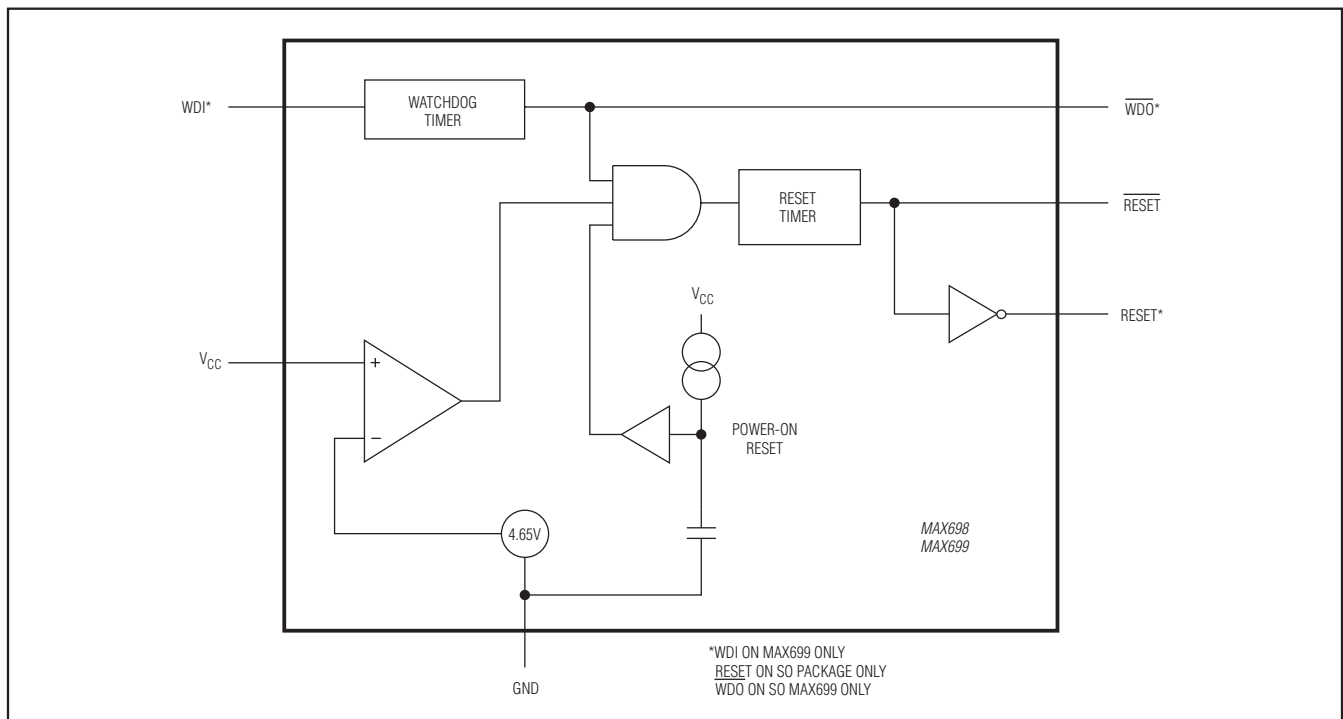 WDI*
WATCHDOG
TIMER
WDO*
RESET
TIMER
RESET
VCC
RESET*
VCC
+
−
POWER-ON
RESET
4.65V
MAX698
MAX699
GND
*WDI ON MAX699 ONLY
RESET ON SO PACKAGE ONLY
WDO ON SO MAX699 ONLY